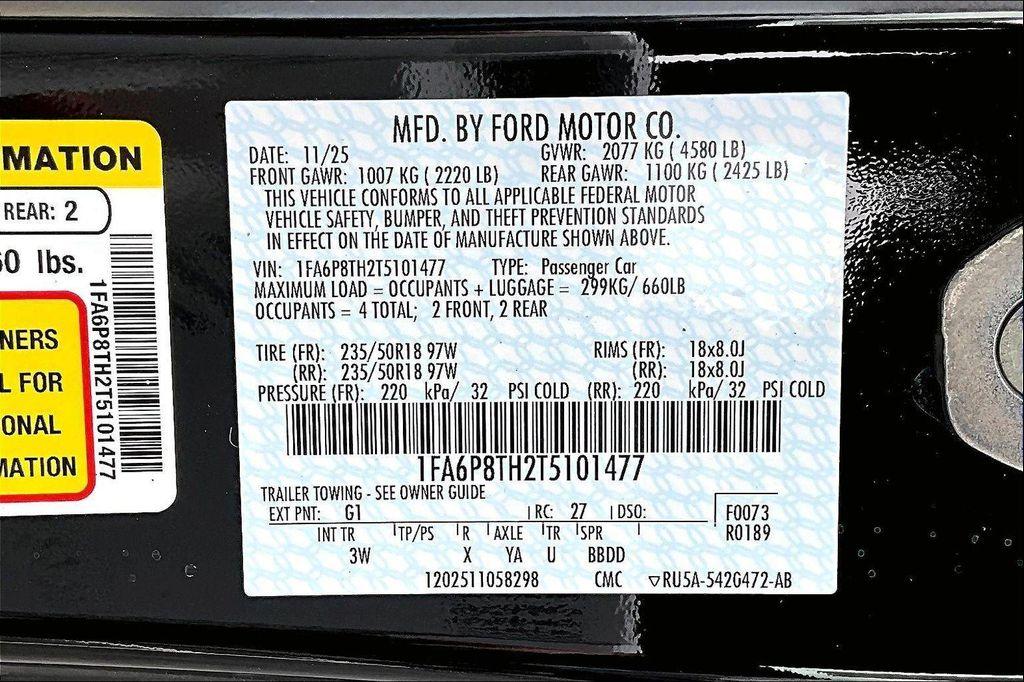 MATION
REAR: 2
60 lbs.
NERS
L FOR
ONAL
MATION
1FA6P8TH2T5101477
MFD. BY FORD MOTOR CO.
DATE: 11/25 GVWR: 2077 KG ( 4580 LB)
FRONT GAWR: 1007 KG ( 2220 LB) REAR GAWR: 1100 KG ( 2425 LB)
THIS VEHICLE CONFORMS TO ALL APPLICABLE FEDERAL MOTOR
VEHICLE SAFETY, BUMPER, AND THEFT PREVENTION STANDARDS
IN EFFECT ON THE DATE OF MANUFACTURE SHOWN ABOVE.
VIN: 1FA6P8TH2T5101477 TYPE: Passenger Car
MAXIMUM LOAD = OCCUPANTS + LUGGAGE = 299KG/ 660LB
OCCUPANTS = 4 TOTAL; 2 FRONT, 2 REAR
TIRE (FR): 235/50R18 97W RIMS (FR): 18x8.0J
(RR): 235/50R18 97W (RR): 18x8.0J
PRESSURE (FR): 220 kPa/ 32 PSI COLD (RR): 220 kPa/ 32 PSI COLD
1FA6P8TH2T5101477
TRAILER TOWING - SEE OWNER GUIDE
EXT PNT: G1 RC: 27 DSO: F0073
R0189
INT TR TP/PS R AXLE TR SPR
3W X YA U BBDD
1202511058298 CMC ▽RU5A-5420472-AB